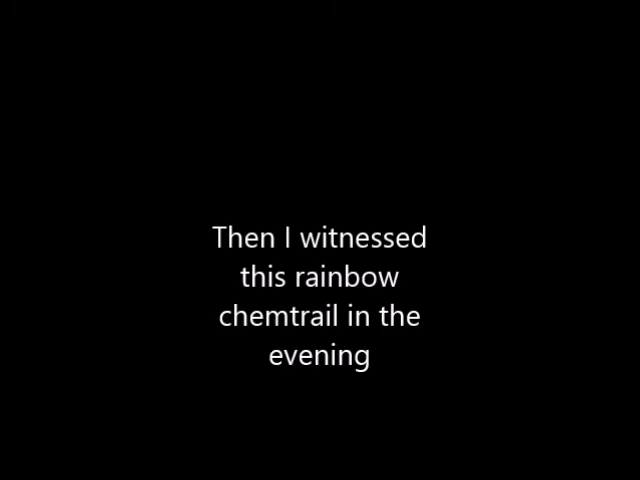 Then I witnessed
this rainbow
chemtrail in the
evening